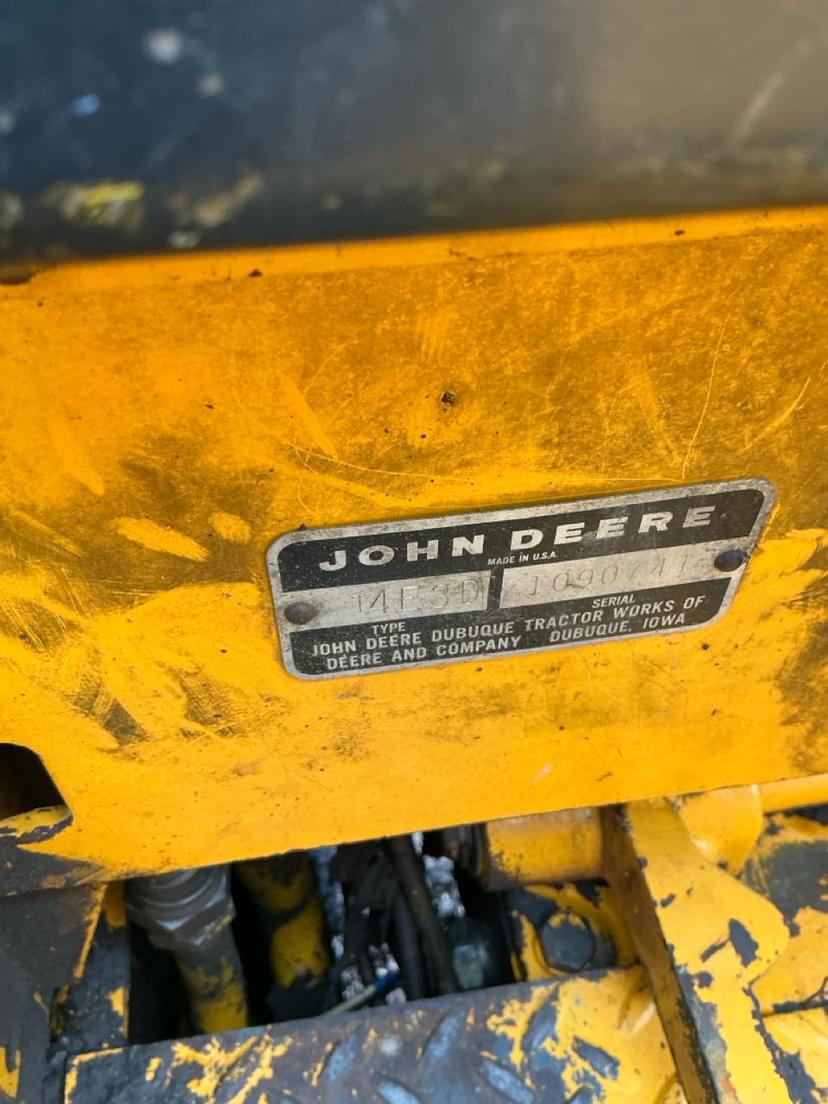 JOHN DEERE
MADE IN U.S.A.
14E3D
TYPE SERIAL
JOHN DEERE DUBUQUE TRACTOR WORKS OF
DEERE AND COMPANY DUBUQUE, IOWA